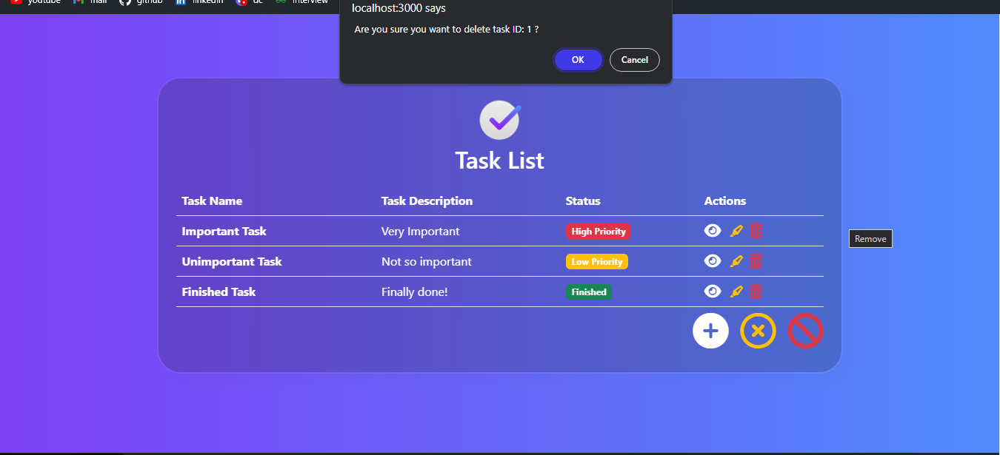 youtube mail github linkedin dc interview
localhost:3000 says
Are you sure you want to delete task ID: 1 ?
OK Cancel
Task List
Task Name Task Description Status Actions
Important Task Very Important High Priority
Remove
Unimportant Task Not so important Low Priority
Finished Task Finally done! Finished